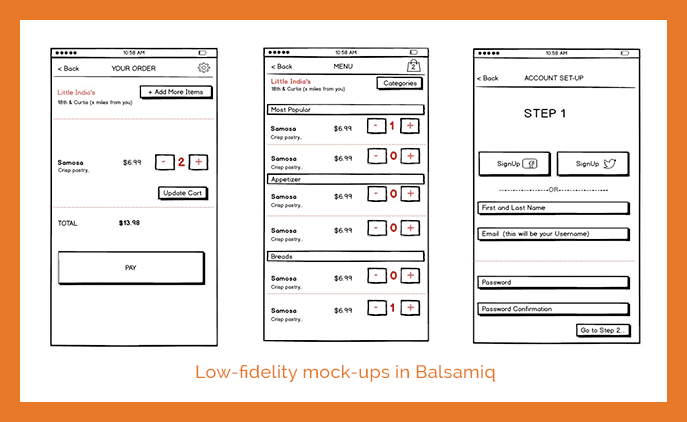 10:58 AM
< Back YOUR ORDER
Little India's
18th & Curtis (x miles from you)
+ Add More Items
Samosa $6.99 - 2 +
Crisp pastry..
Update Cart
TOTAL $13.98
PAY
10:58 AM
< Back MENU 2
Little India's
18th & Curtis (x miles from you)
Categories
Most Popular
Samosa $6.99 - 1 +
Crisp pastry..
Samosa $6.99 - 0 +
Crisp pastry..
Appetizer
Samosa $6.99 - 0 +
Crisp pastry..
Samosa $6.99 - 0 +
Crisp pastry..
Breads
Samosa $6.99 - 0 +
Crisp pastry..
Samosa $6.99 - 1 +
Crisp pastry..
10:58 AM
< Back ACCOUNT SET-UP
STEP 1
SignUp f SignUp
OR
First and Last Name
Email (this will be your Username)
Password
Password Confirmation
Go to Step 2...
Low-fidelity mock-ups in Balsamiq